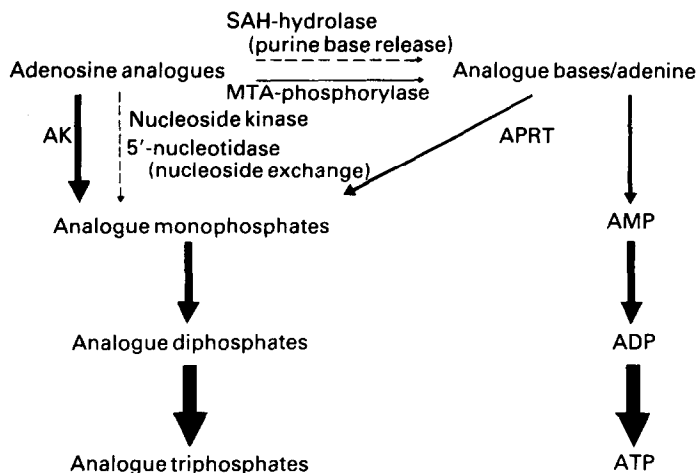 SAH-hydrolase
(purine base release)
Adenosine analogues
Analogue bases/adenine
MTA-phosphorylase
AK
Nucleoside kinase
5′-nucleotidase
(nucleoside exchange)
APRT
Analogue monophosphates
AMP
Analogue diphosphates
ADP
Analogue triphosphates
ATP